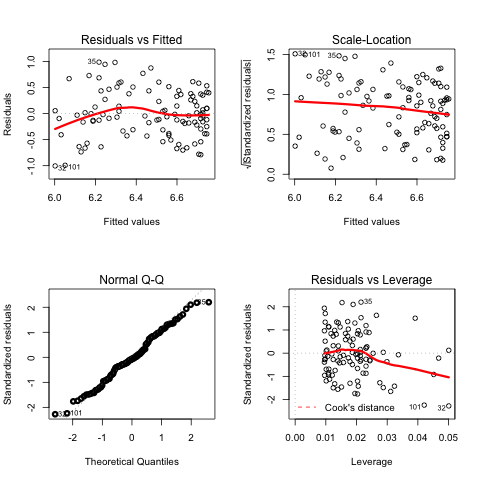 Residuals vs Fitted
Residuals
-1.0 -0.5 0.0 0.5 1.0
35
32 101
6.0 6.2 6.4 6.6
Fitted values
Scale-Location
√|Standardized residuals|
0.0 0.5 1.0 1.5
32 101
35
6.0 6.2 6.4 6.6
Fitted values
Normal Q-Q
Standardized residuals
-2 -1 0 1 2
35
32 101
-2 -1 0 1 2
Theoretical Quantiles
Residuals vs Leverage
Standardized residuals
-2 -1 0 1 2
35
101 32
Cook's distance
0.00 0.01 0.02 0.03 0.04 0.05
Leverage